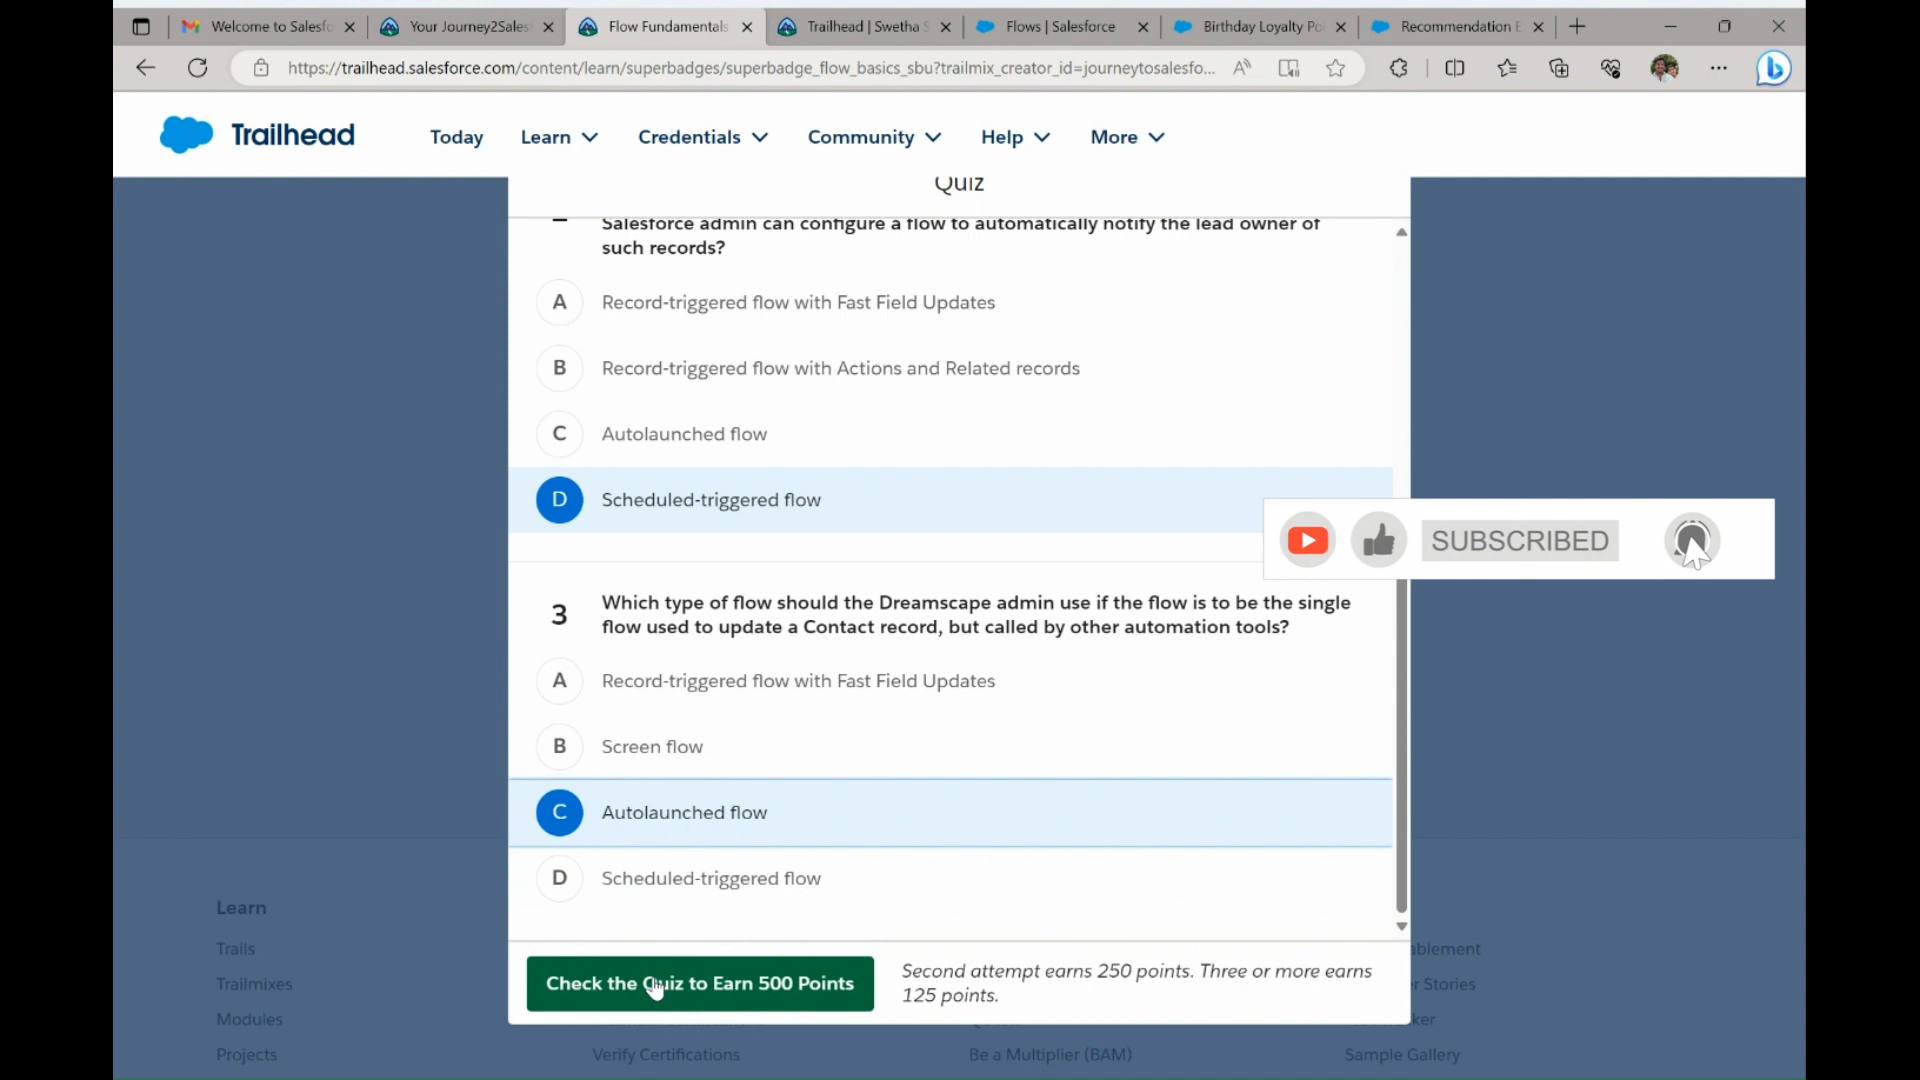 Welcome to Salesfo
Your Journey2Sales
Flow Fundamentals
Trailhead | Swetha S
Flows | Salesforce
Birthday Loyalty Po
Recommendation E
https://trailhead.salesforce.com/content/learn/superbadges/superbadge_flow_basics_sbu?trailmix_creator_id=journeytosalesfo...
Trailhead
Today
Learn
Credentials
Community
Help
More
Quiz
Salesforce admin can configure a flow to automatically notify the lead owner of
such records?
A Record-triggered flow with Fast Field Updates
B Record-triggered flow with Actions and Related records
C Autolaunched flow
D Scheduled-triggered flow
SUBSCRIBED
3 Which type of flow should the Dreamscape admin use if the flow is to be the single
flow used to update a Contact record, but called by other automation tools?
A Record-triggered flow with Fast Field Updates
B Screen flow
C Autolaunched flow
D Scheduled-triggered flow
Check the Quiz to Earn 500 Points
Second attempt earns 250 points. Three or more earns
125 points.
Learn
Trails
Trailmixes
Modules
Projects
Verify Certifications
Be a Multiplier (BAM)
ablement
r Stories
ker
Sample Gallery